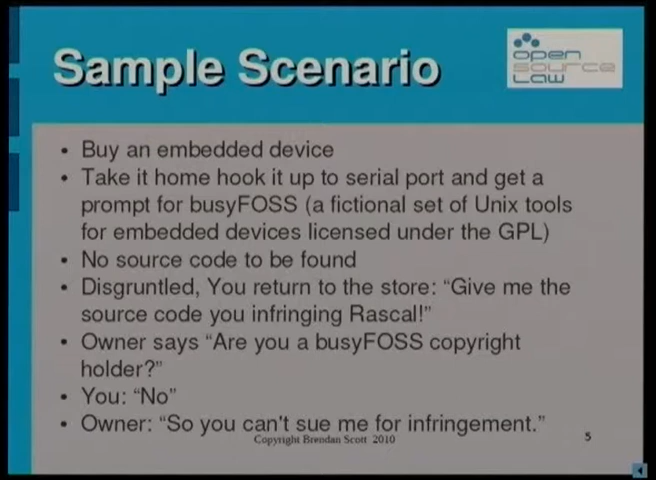 Sample Scenario
open
source
Law
• Buy an embedded device
• Take it home hook it up to serial port and get a
prompt for busyFOSS (a fictional set of Unix tools
for embedded devices licensed under the GPL)
• No source code to be found
• Disgruntled, You return to the store: “Give me the
source code you infringing Rascal!”
• Owner says “Are you a busyFOSS copyright
holder?”
• You: “No”
• Owner: “So you can't sue me for infringement.”
Copyright Brendan Scott 2010
5